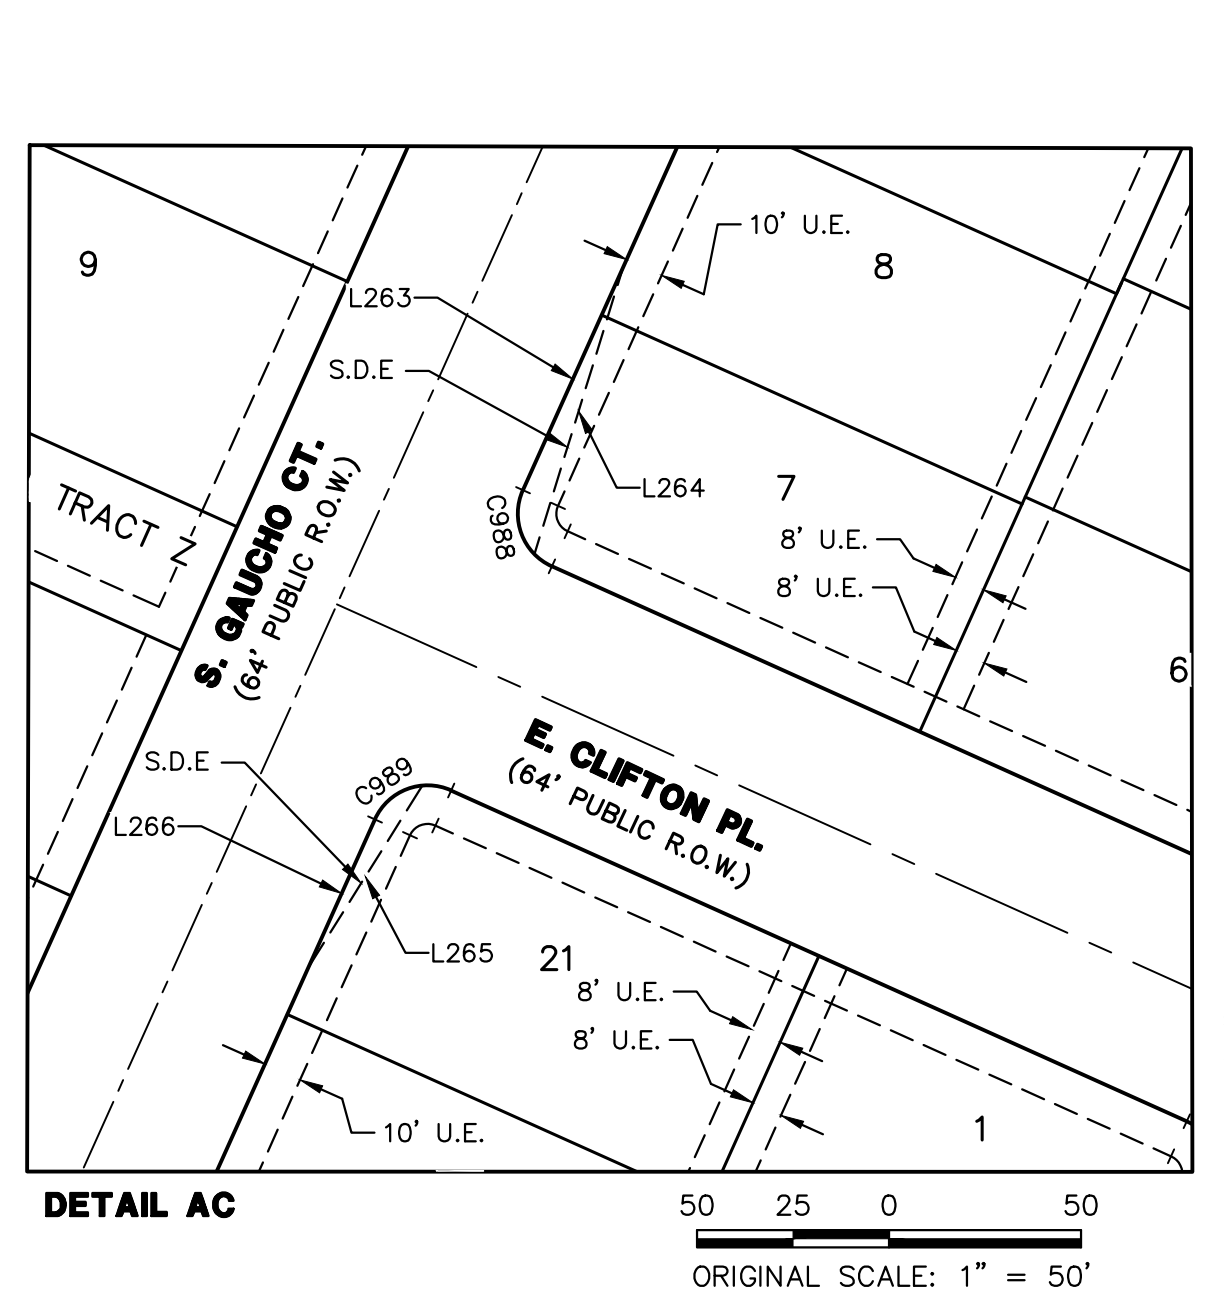 10' U.E.
9
8
L263
S.D.E
L264
7
C988
8' U.E.
8' U.E.
TRACT Z
S. GAUCHO CT.
(64' PUBLIC R.O.W.)
6
E. CLIFTON PL.
(64' PUBLIC R.O.W.)
S.D.E
C989
L266
L265
21
8' U.E.
8' U.E.
10' U.E.
1
DETAIL AC
50 25 0 50
ORIGINAL SCALE: 1" = 50'